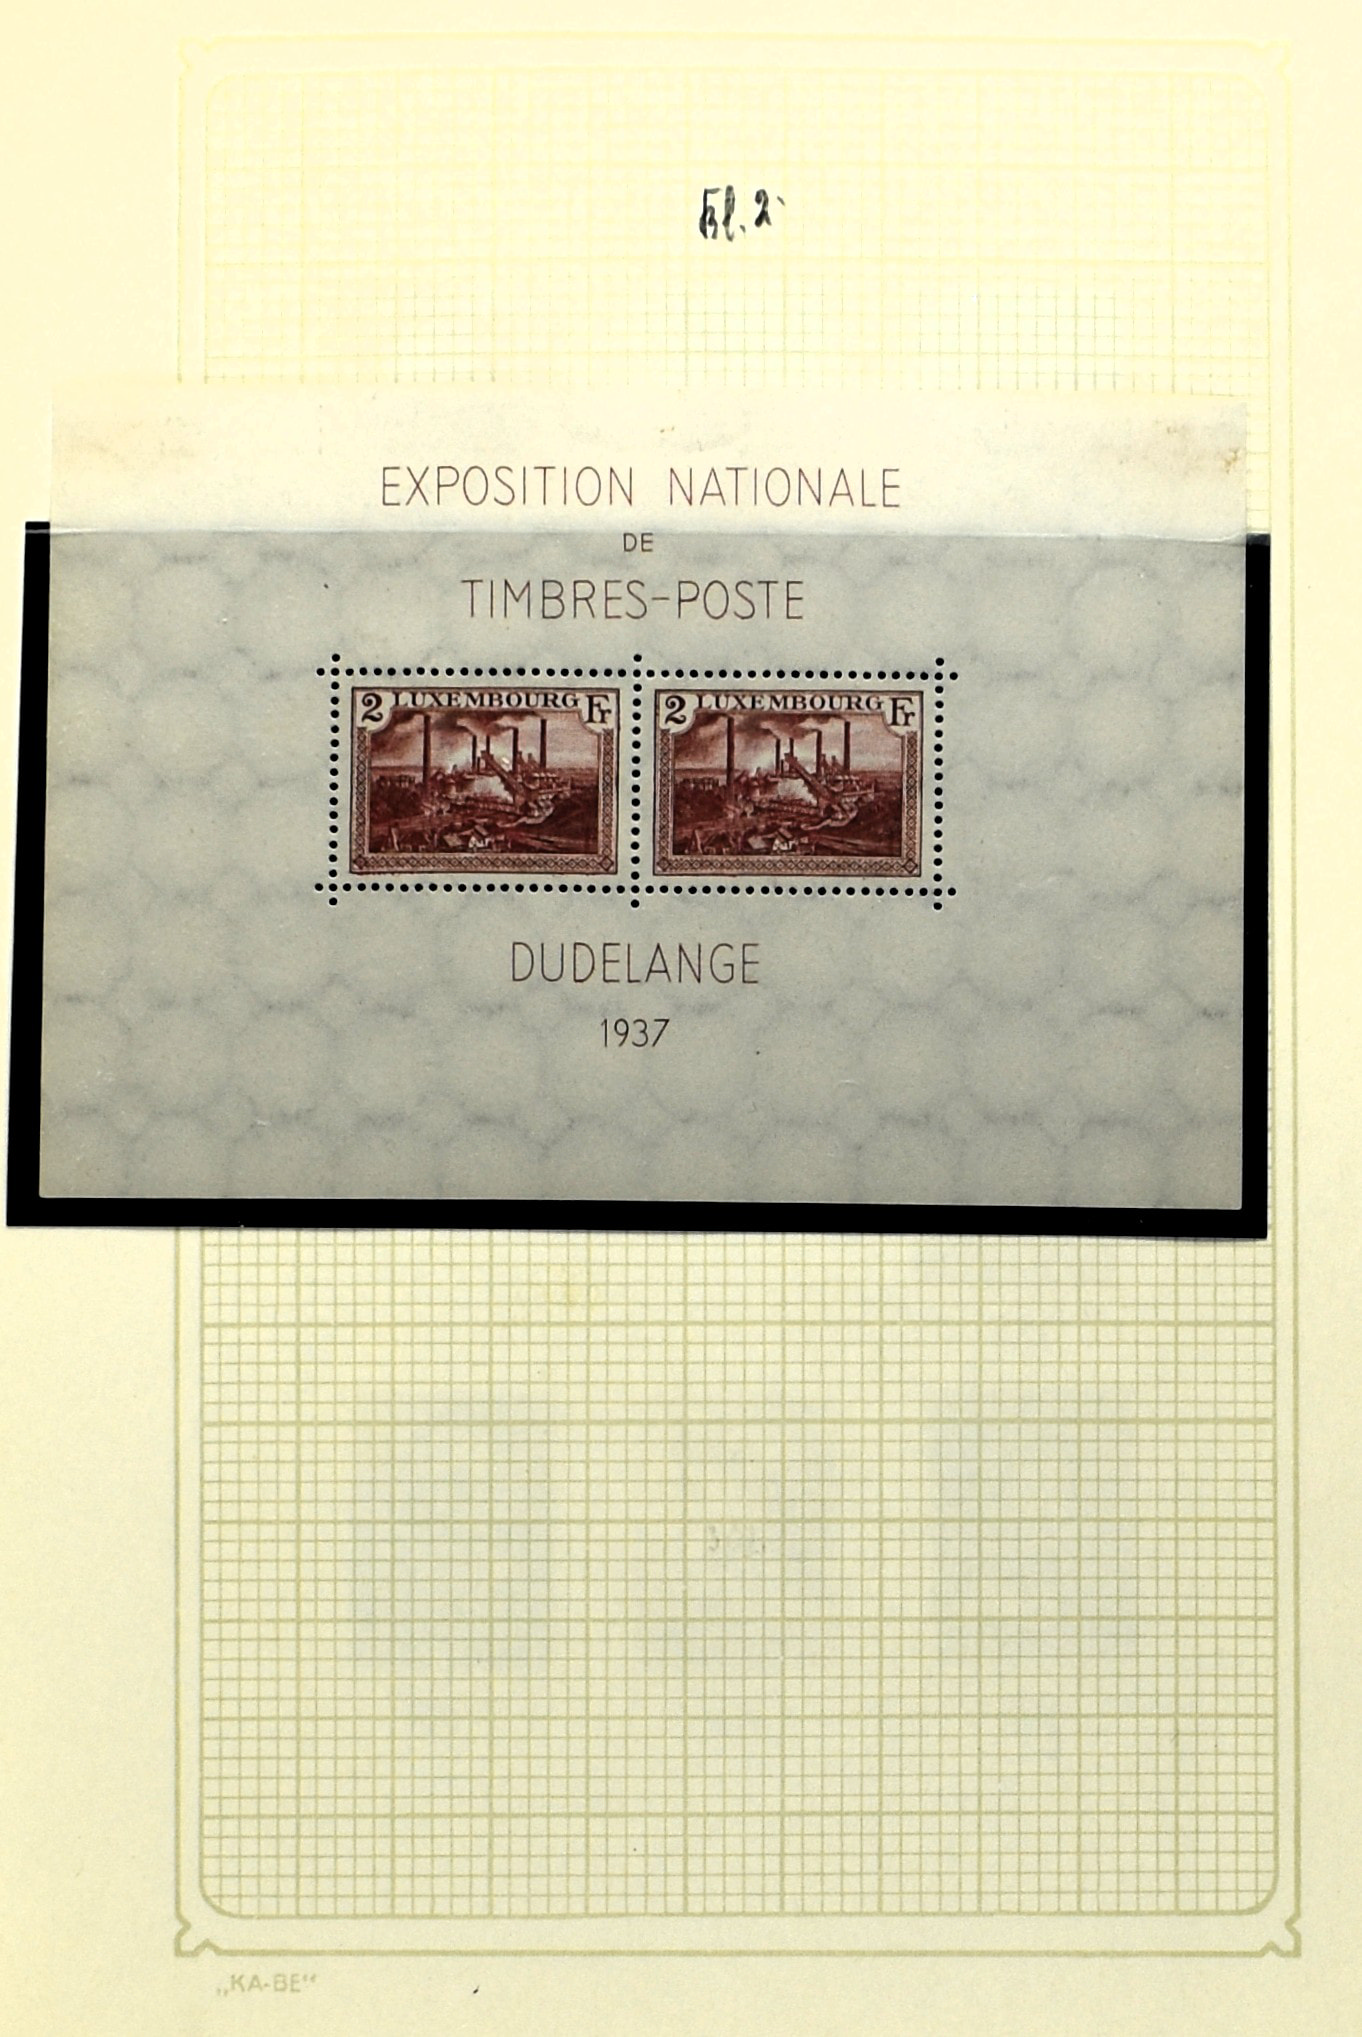 Bl. 2
EXPOSITION NATIONALE
DE
TIMBRES-POSTE
2 LUXEMBOURG Fr
2 LUXEMBOURG Fr
DUDELANGE
1937
„KA-BE“